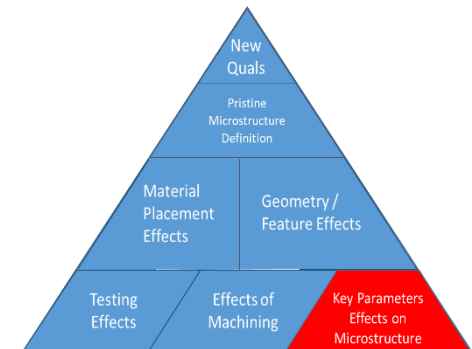 New
Quals
Pristine
Microstructure
Definition
Material
Placement
Effects
Geometry /
Feature Effects
Testing
Effects
Effects of
Machining
Key Parameters
Effects on
Microstructure